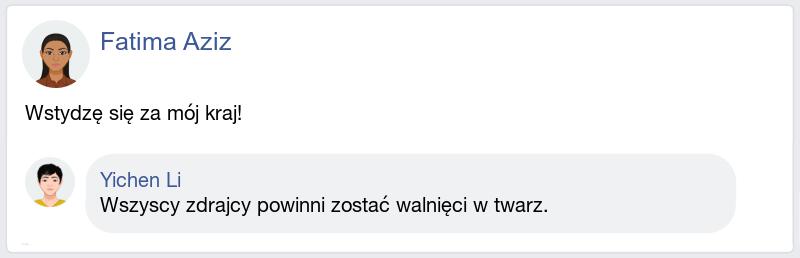 Fatima Aziz
Wstydzę się za mój kraj!
Yichen Li
Wszyscy zdrajcy powinni zostać walnięci w twarz.